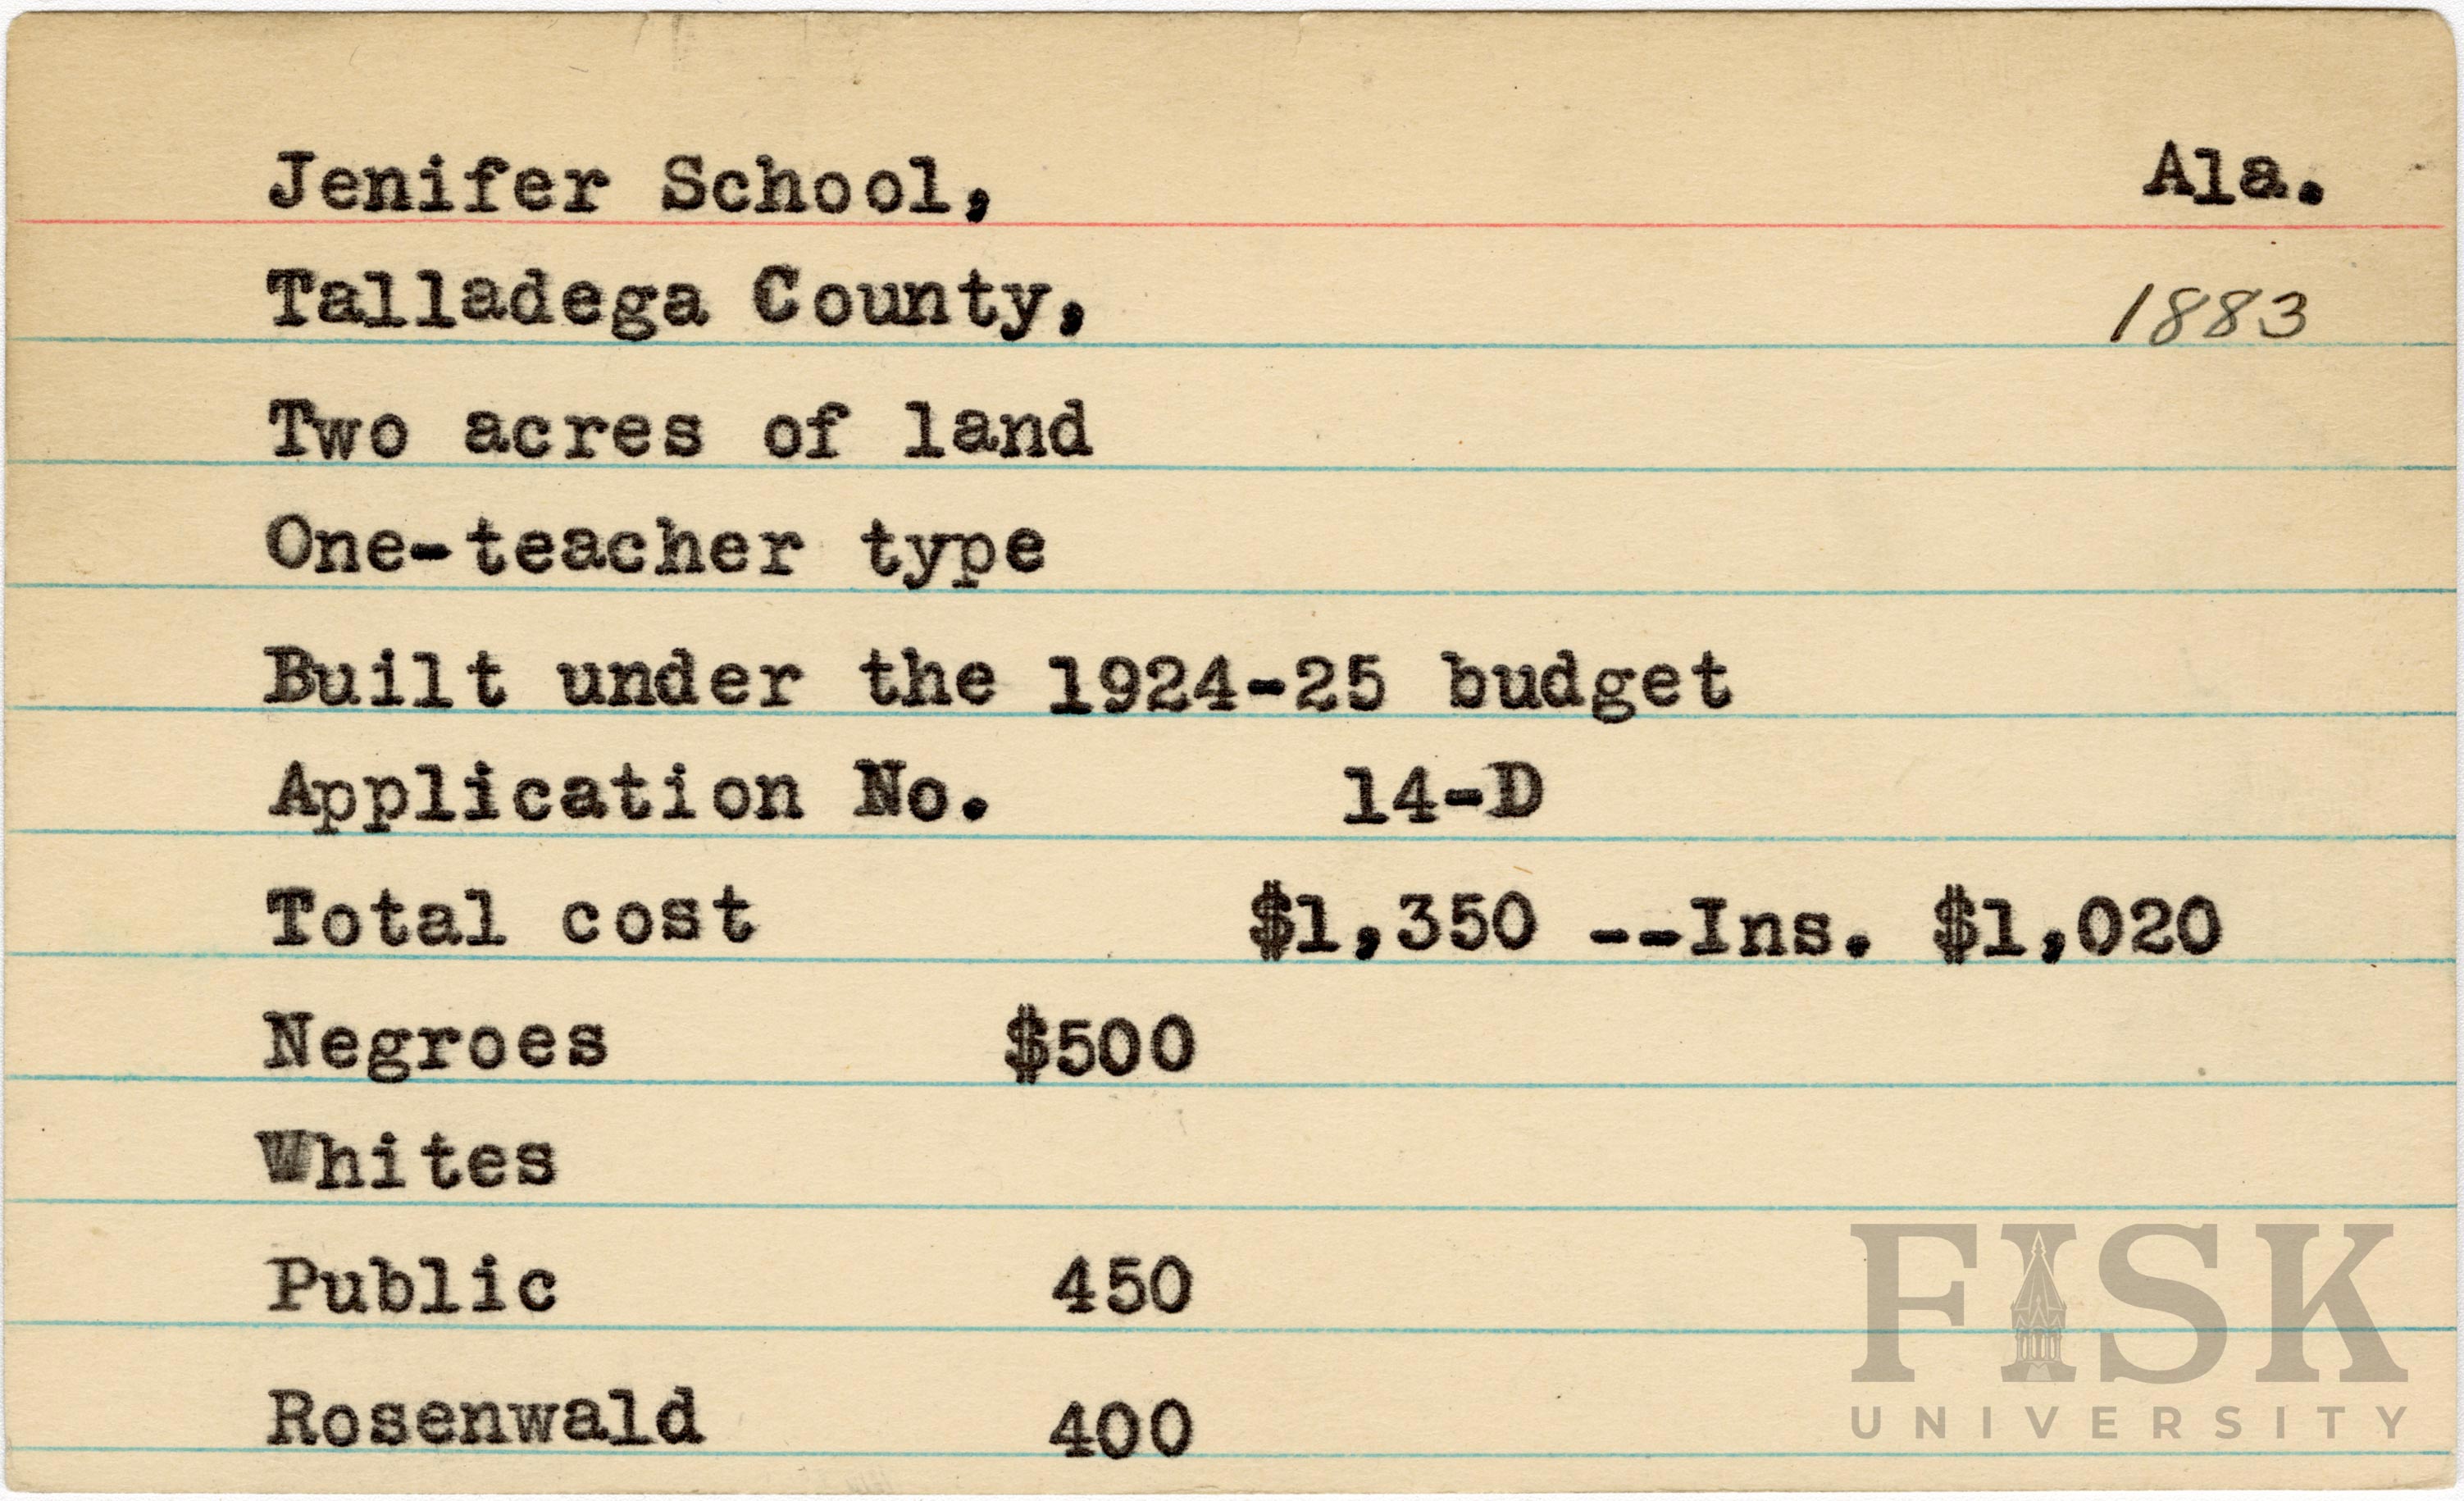 Jenifer School, Ala.
Talladega County, 1883
Two acres of land
One-teacher type
Built under the 1924-25 budget
Application No. 14-D
Total cost $1,350 --Ins. $1,020
Negroes $500
Whites
Public 450
Rosenwald 400
FISK
UNIVERSITY